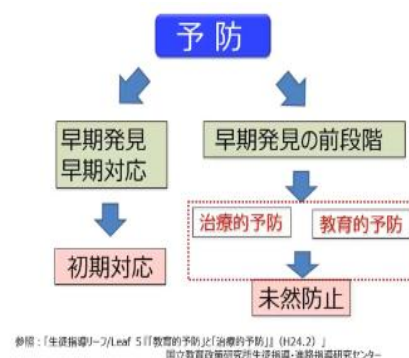 予防
早期発見
早期対応
早期発見の前段階
治療的予防
教育的予防
初期対応
未然防止
参照：「生徒指導リーフ/Leaf 5『「教育的予防」と「治療的予防」』（H24.2）」
国立教育政策研究所生徒指導・進路指導研究センター